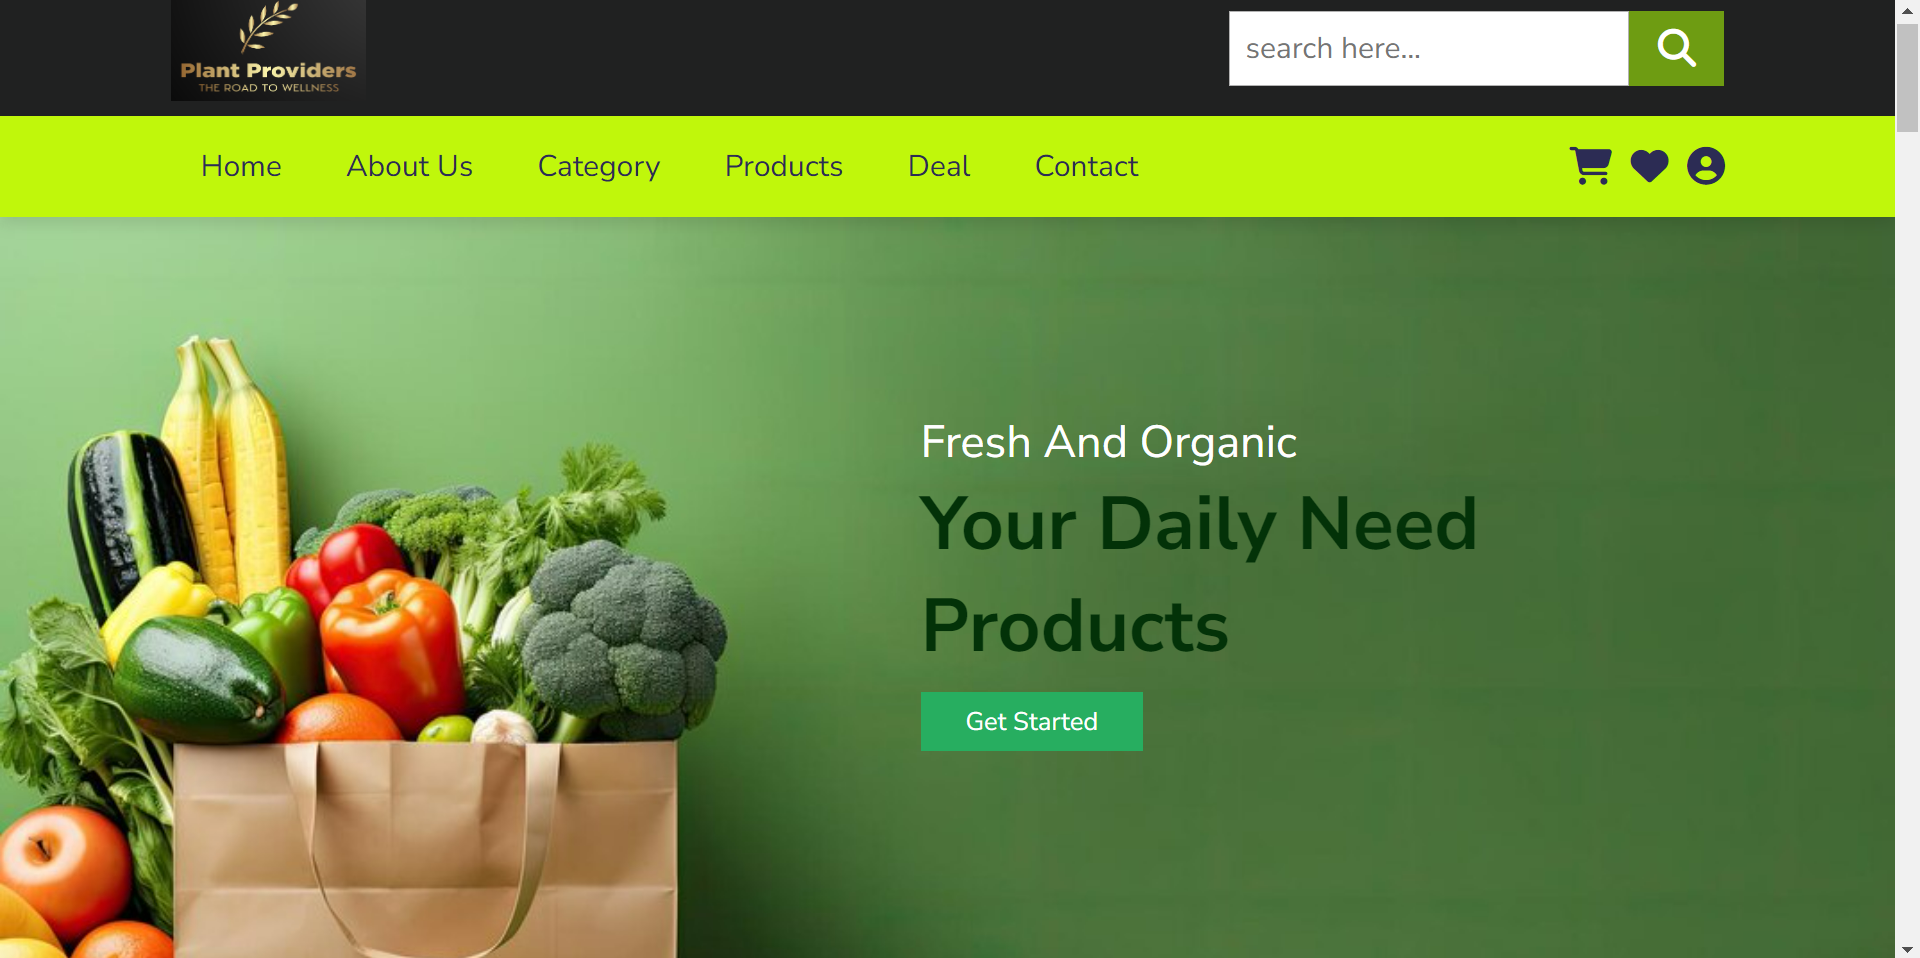 Plant Providers
THE ROAD TO WELLNESS
search here...
Home About Us Category Products Deal Contact
Fresh And Organic
Your Daily Need
Products
Get Started